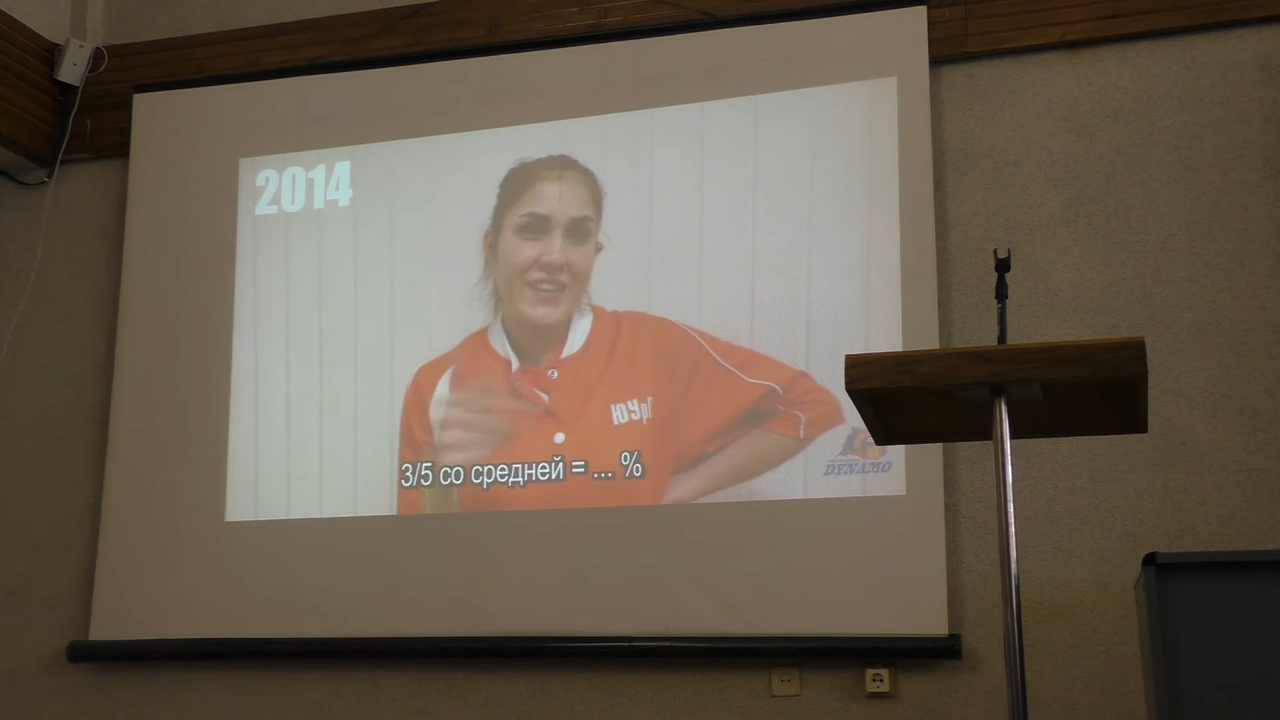 2014
ЮУрГ
3/5 со средней = ... %
DYNAMO